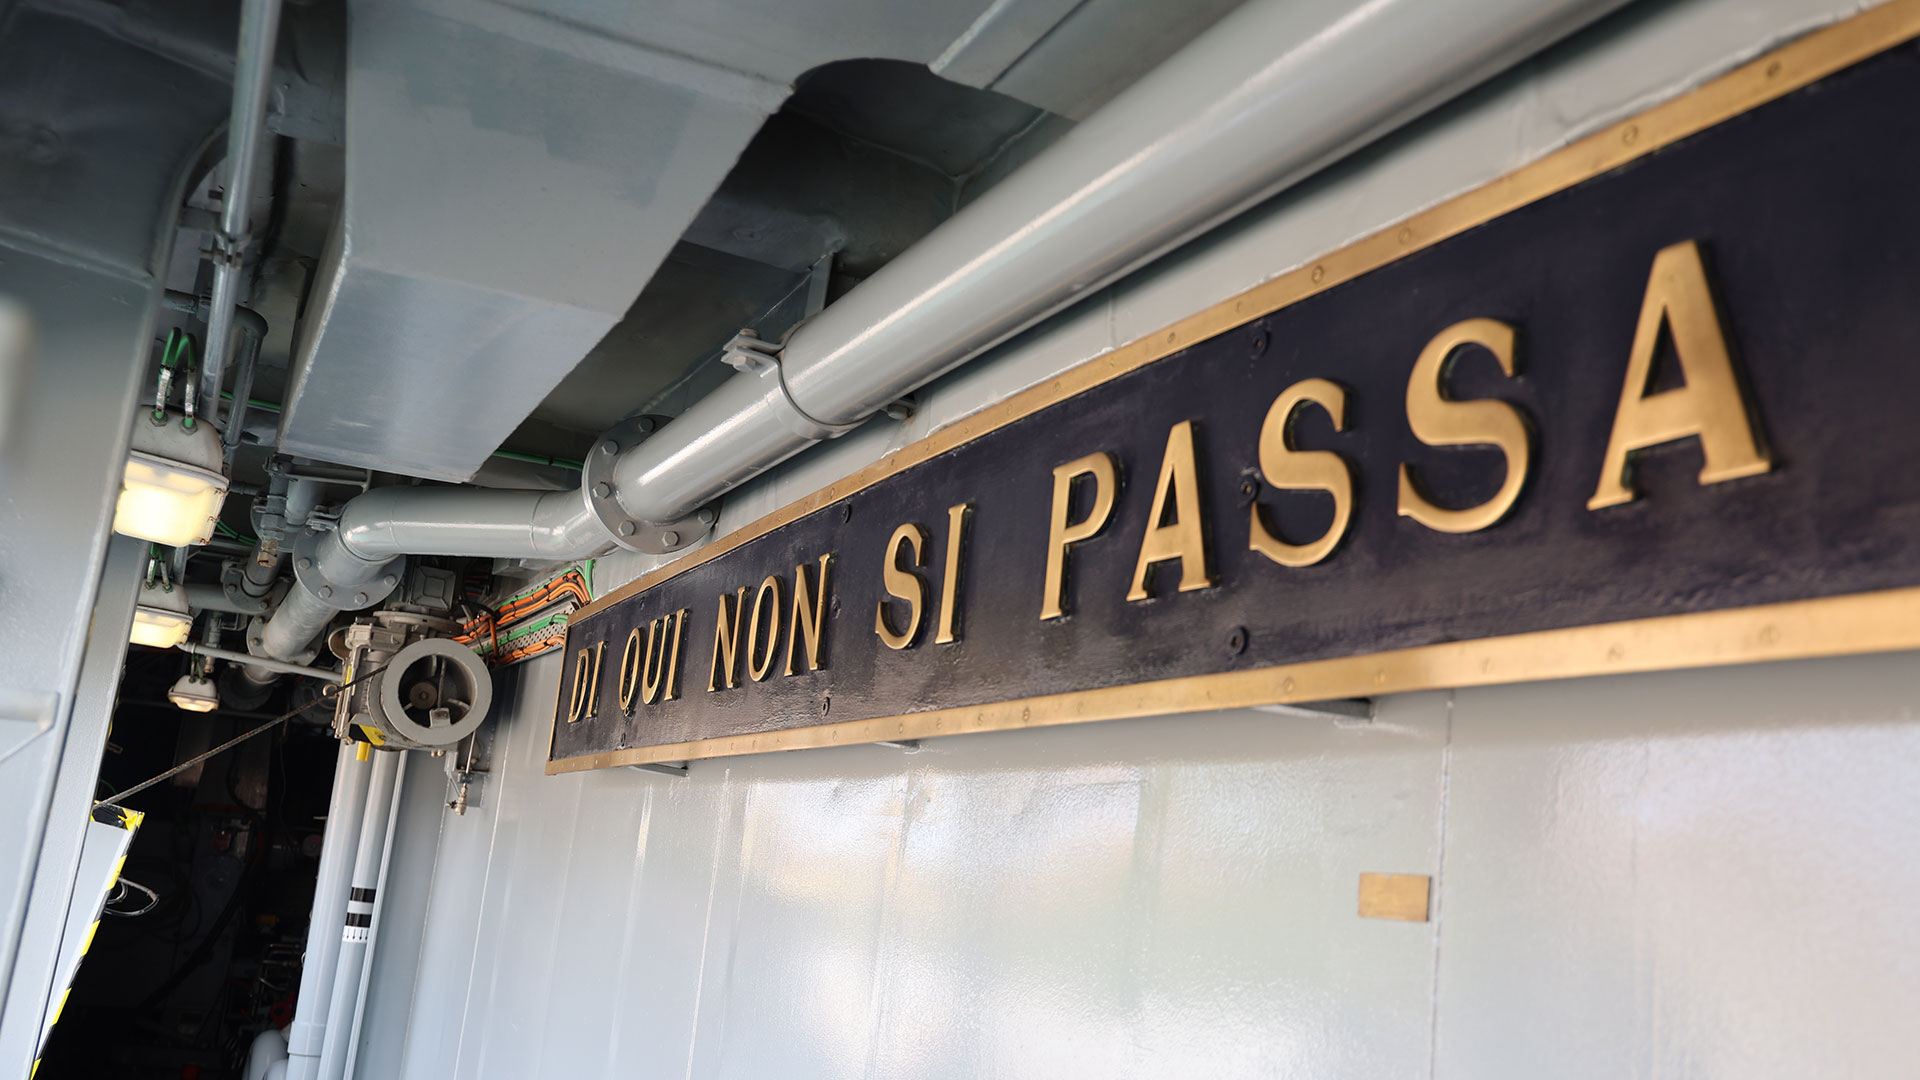 DI QUI NON SI PASSA